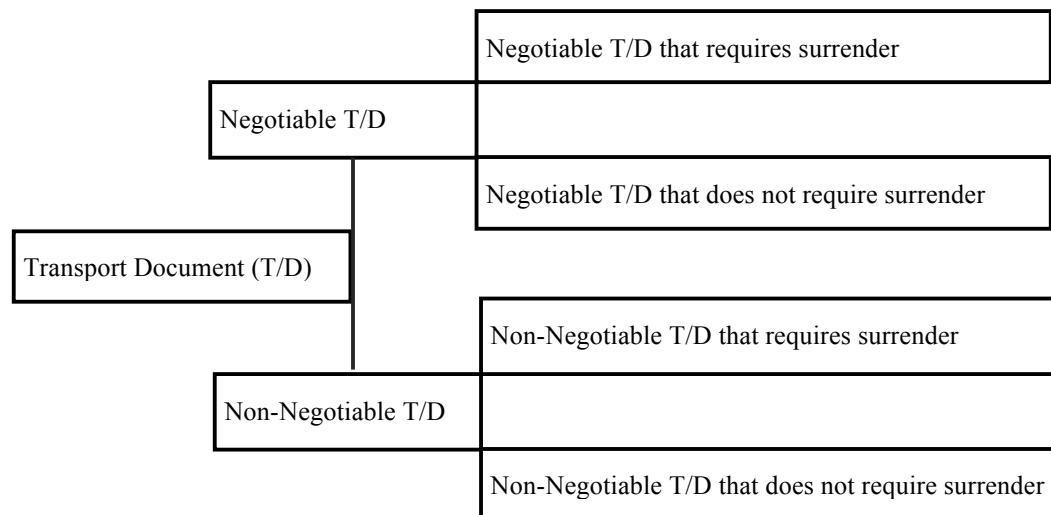 Negotiable T/D that requires surrender
Negotiable T/D
Negotiable T/D that does not require surrender
Transport Document (T/D)
Non-Negotiable T/D that requires surrender
Non-Negotiable T/D
Non-Negotiable T/D that does not require surrender